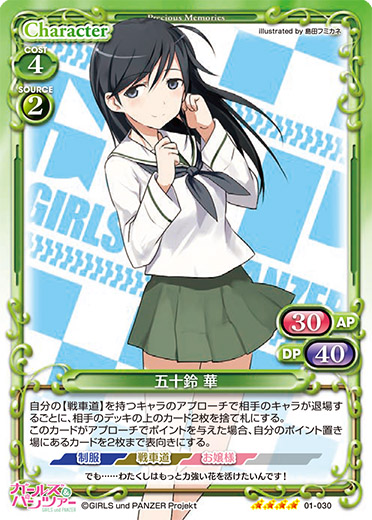 Precious Memories
Character
illustrated by 島田フミカネ
COST
4
SOURCE
2
GIRLS
PANZER
30 AP
DP 40
五十鈴 華
自分の【戦車道】を持つキャラのアプローチで相手のキャラが退場す
るごとに、相手のデッキの上のカード2枚を捨て札にする。
このカードがアプローチでポイントを与えた場合、自分のポイント置き
場にあるカードを2枚まで表向きにする。
制服 戦車道 お嬢様
でも……わたくしはもっと力強い花を活けたいんです！
ガールズ&パンツァー
GIRLS und PANZER
©GIRLS und PANZER Projekt
★★★★ 01-030